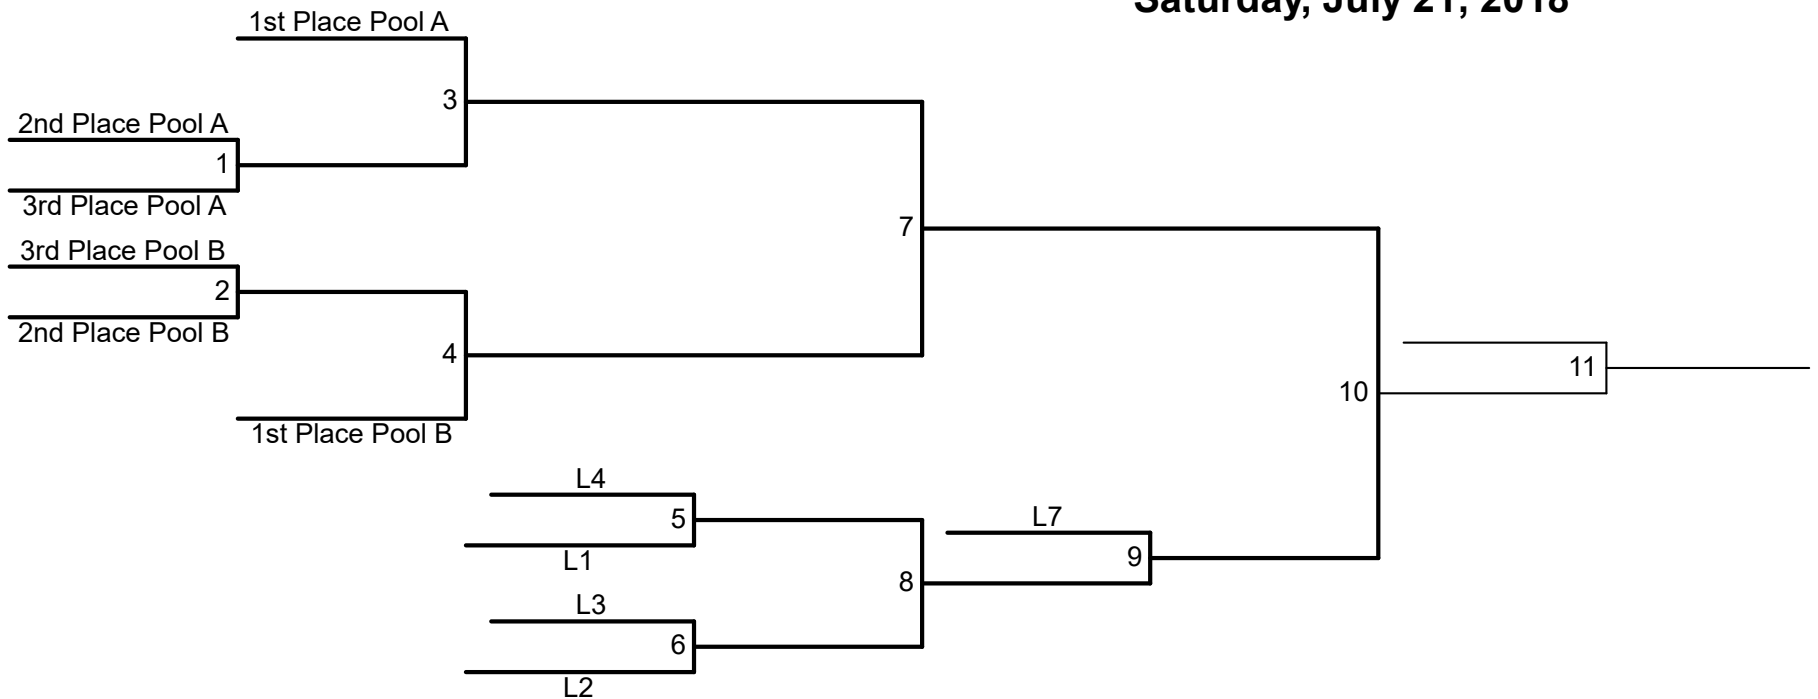 Saturday, July 21, 2018
1st Place Pool A
3
2nd Place Pool A
1
3rd Place Pool A
7
3rd Place Pool B
2
2nd Place Pool B
4
11
10
1st Place Pool B
L4
5
L7
L1
9
8
L3
6
L2